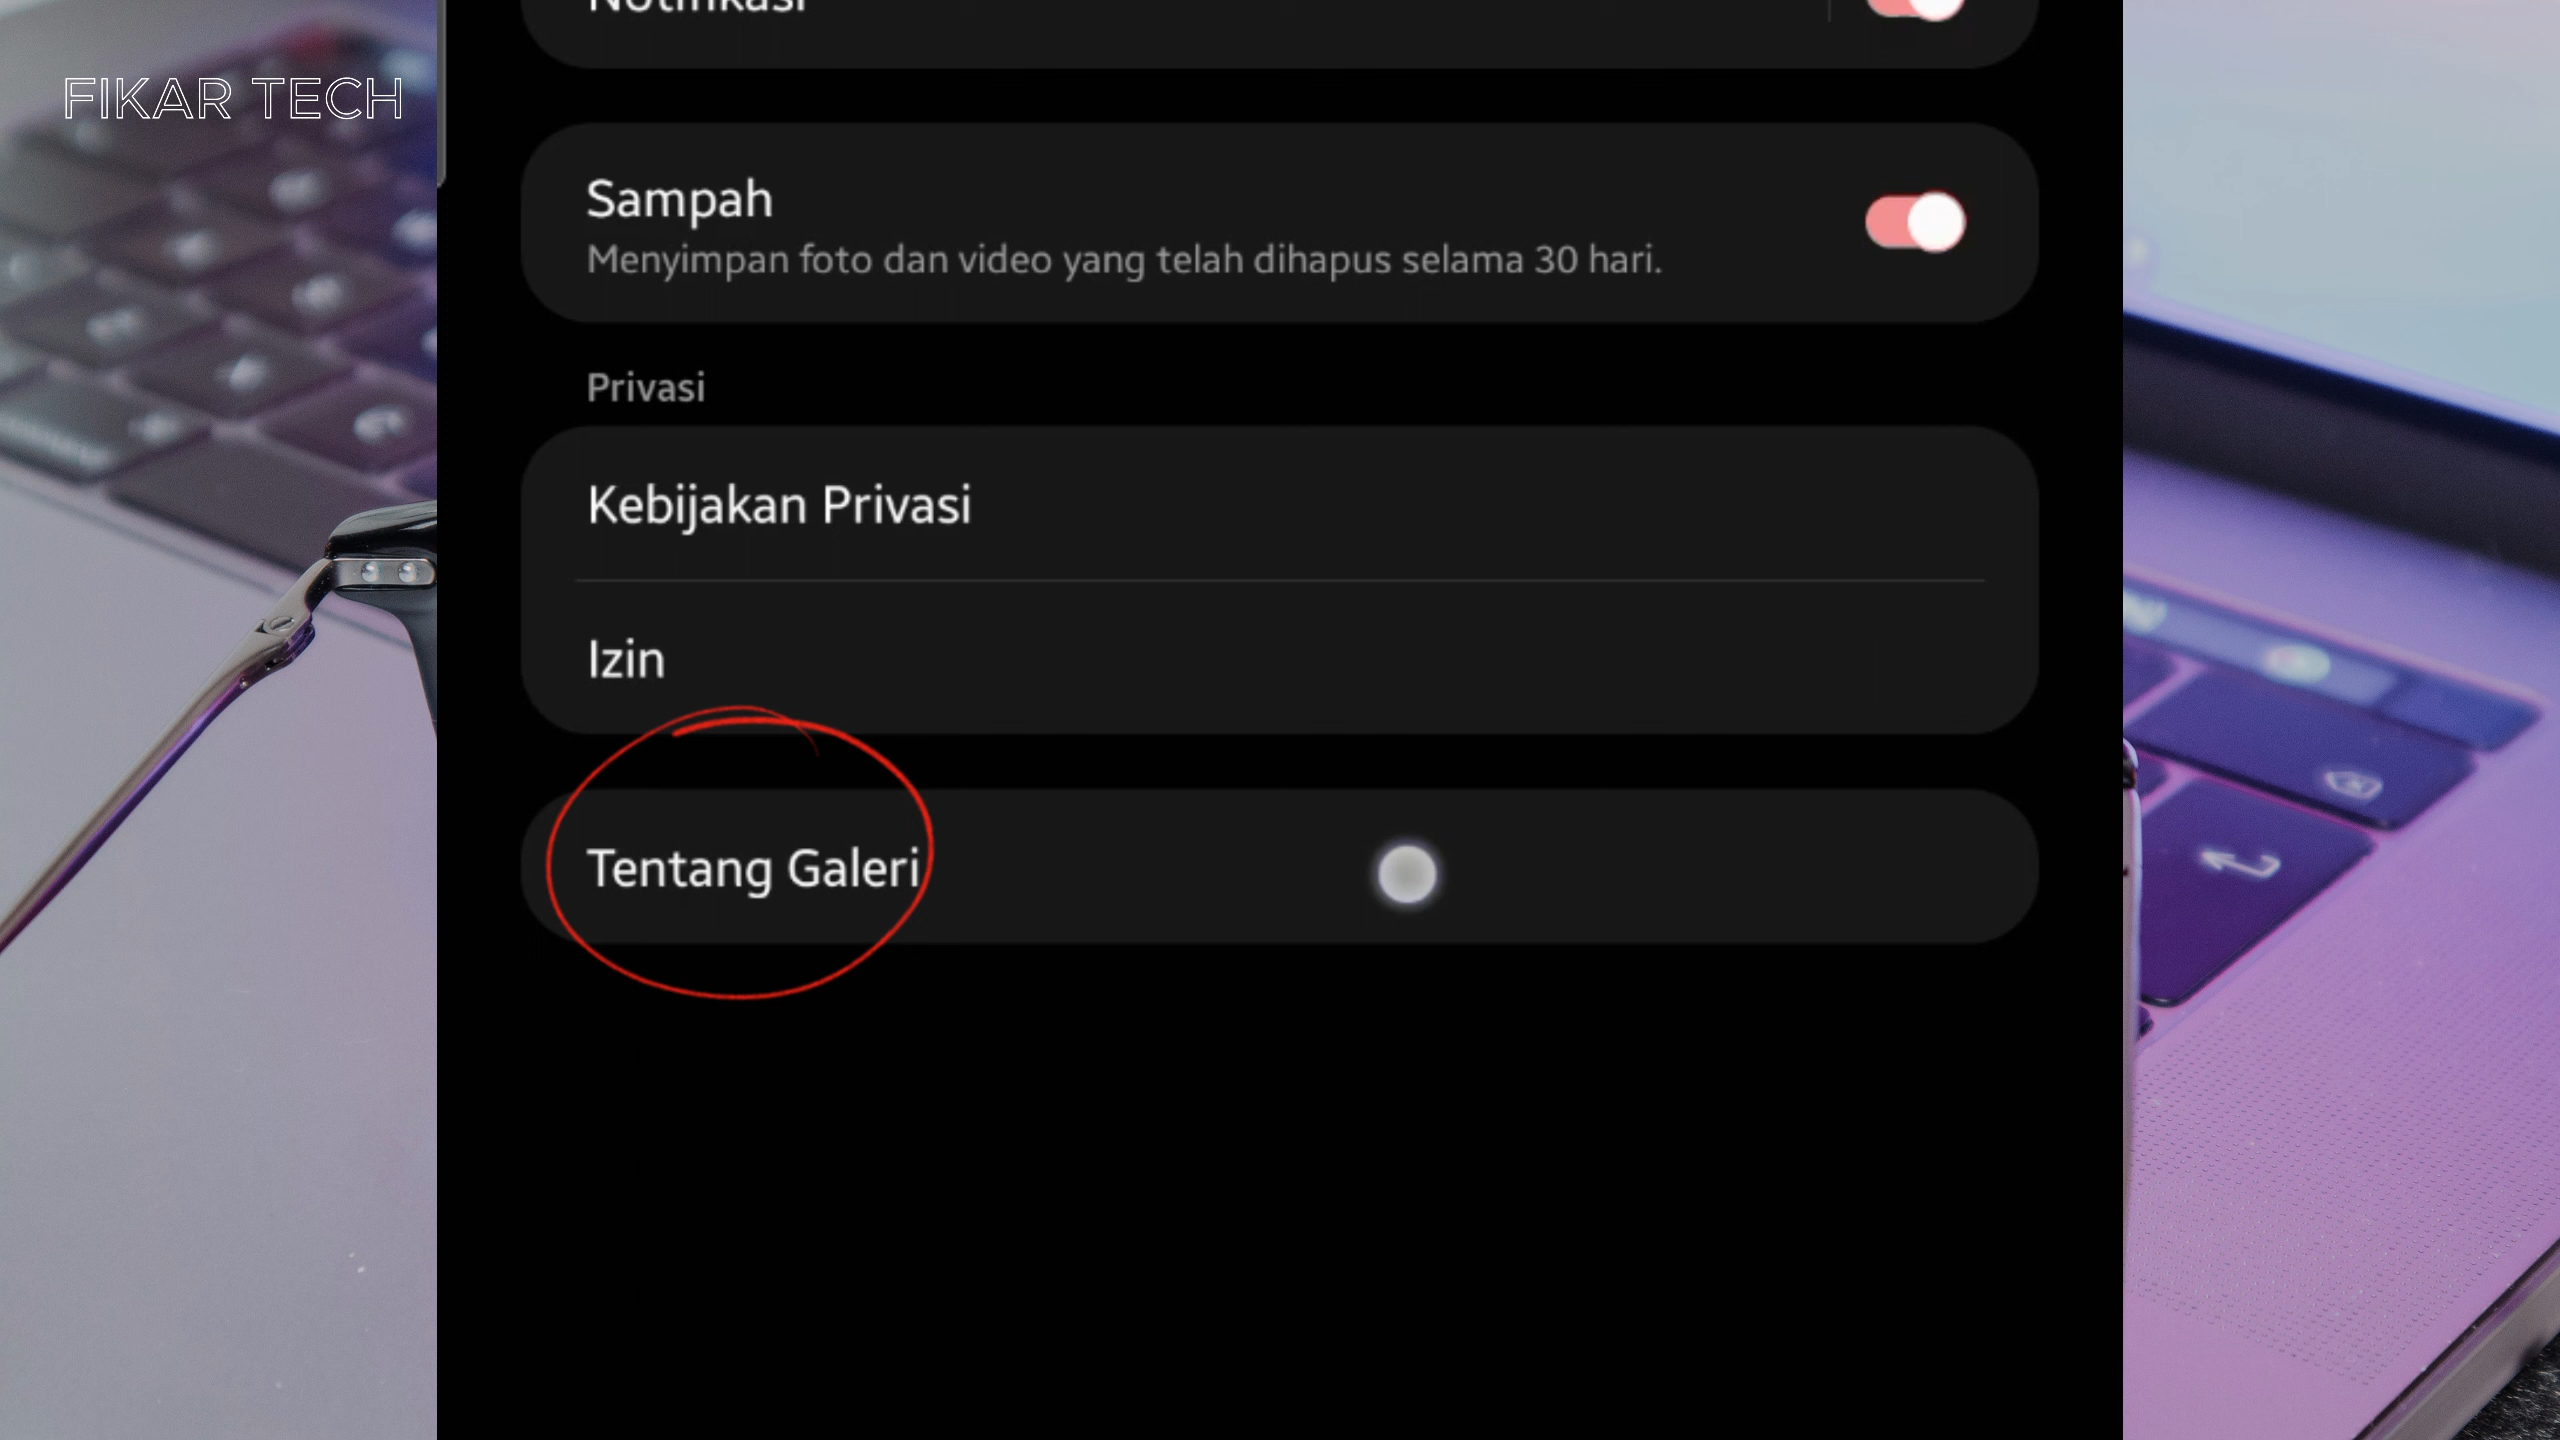 Notifikasi
FIKAR TECH
Sampah
Menyimpan foto dan video yang telah dihapus selama 30 hari.
Privasi
Kebijakan Privasi
Izin
Tentang Galeri